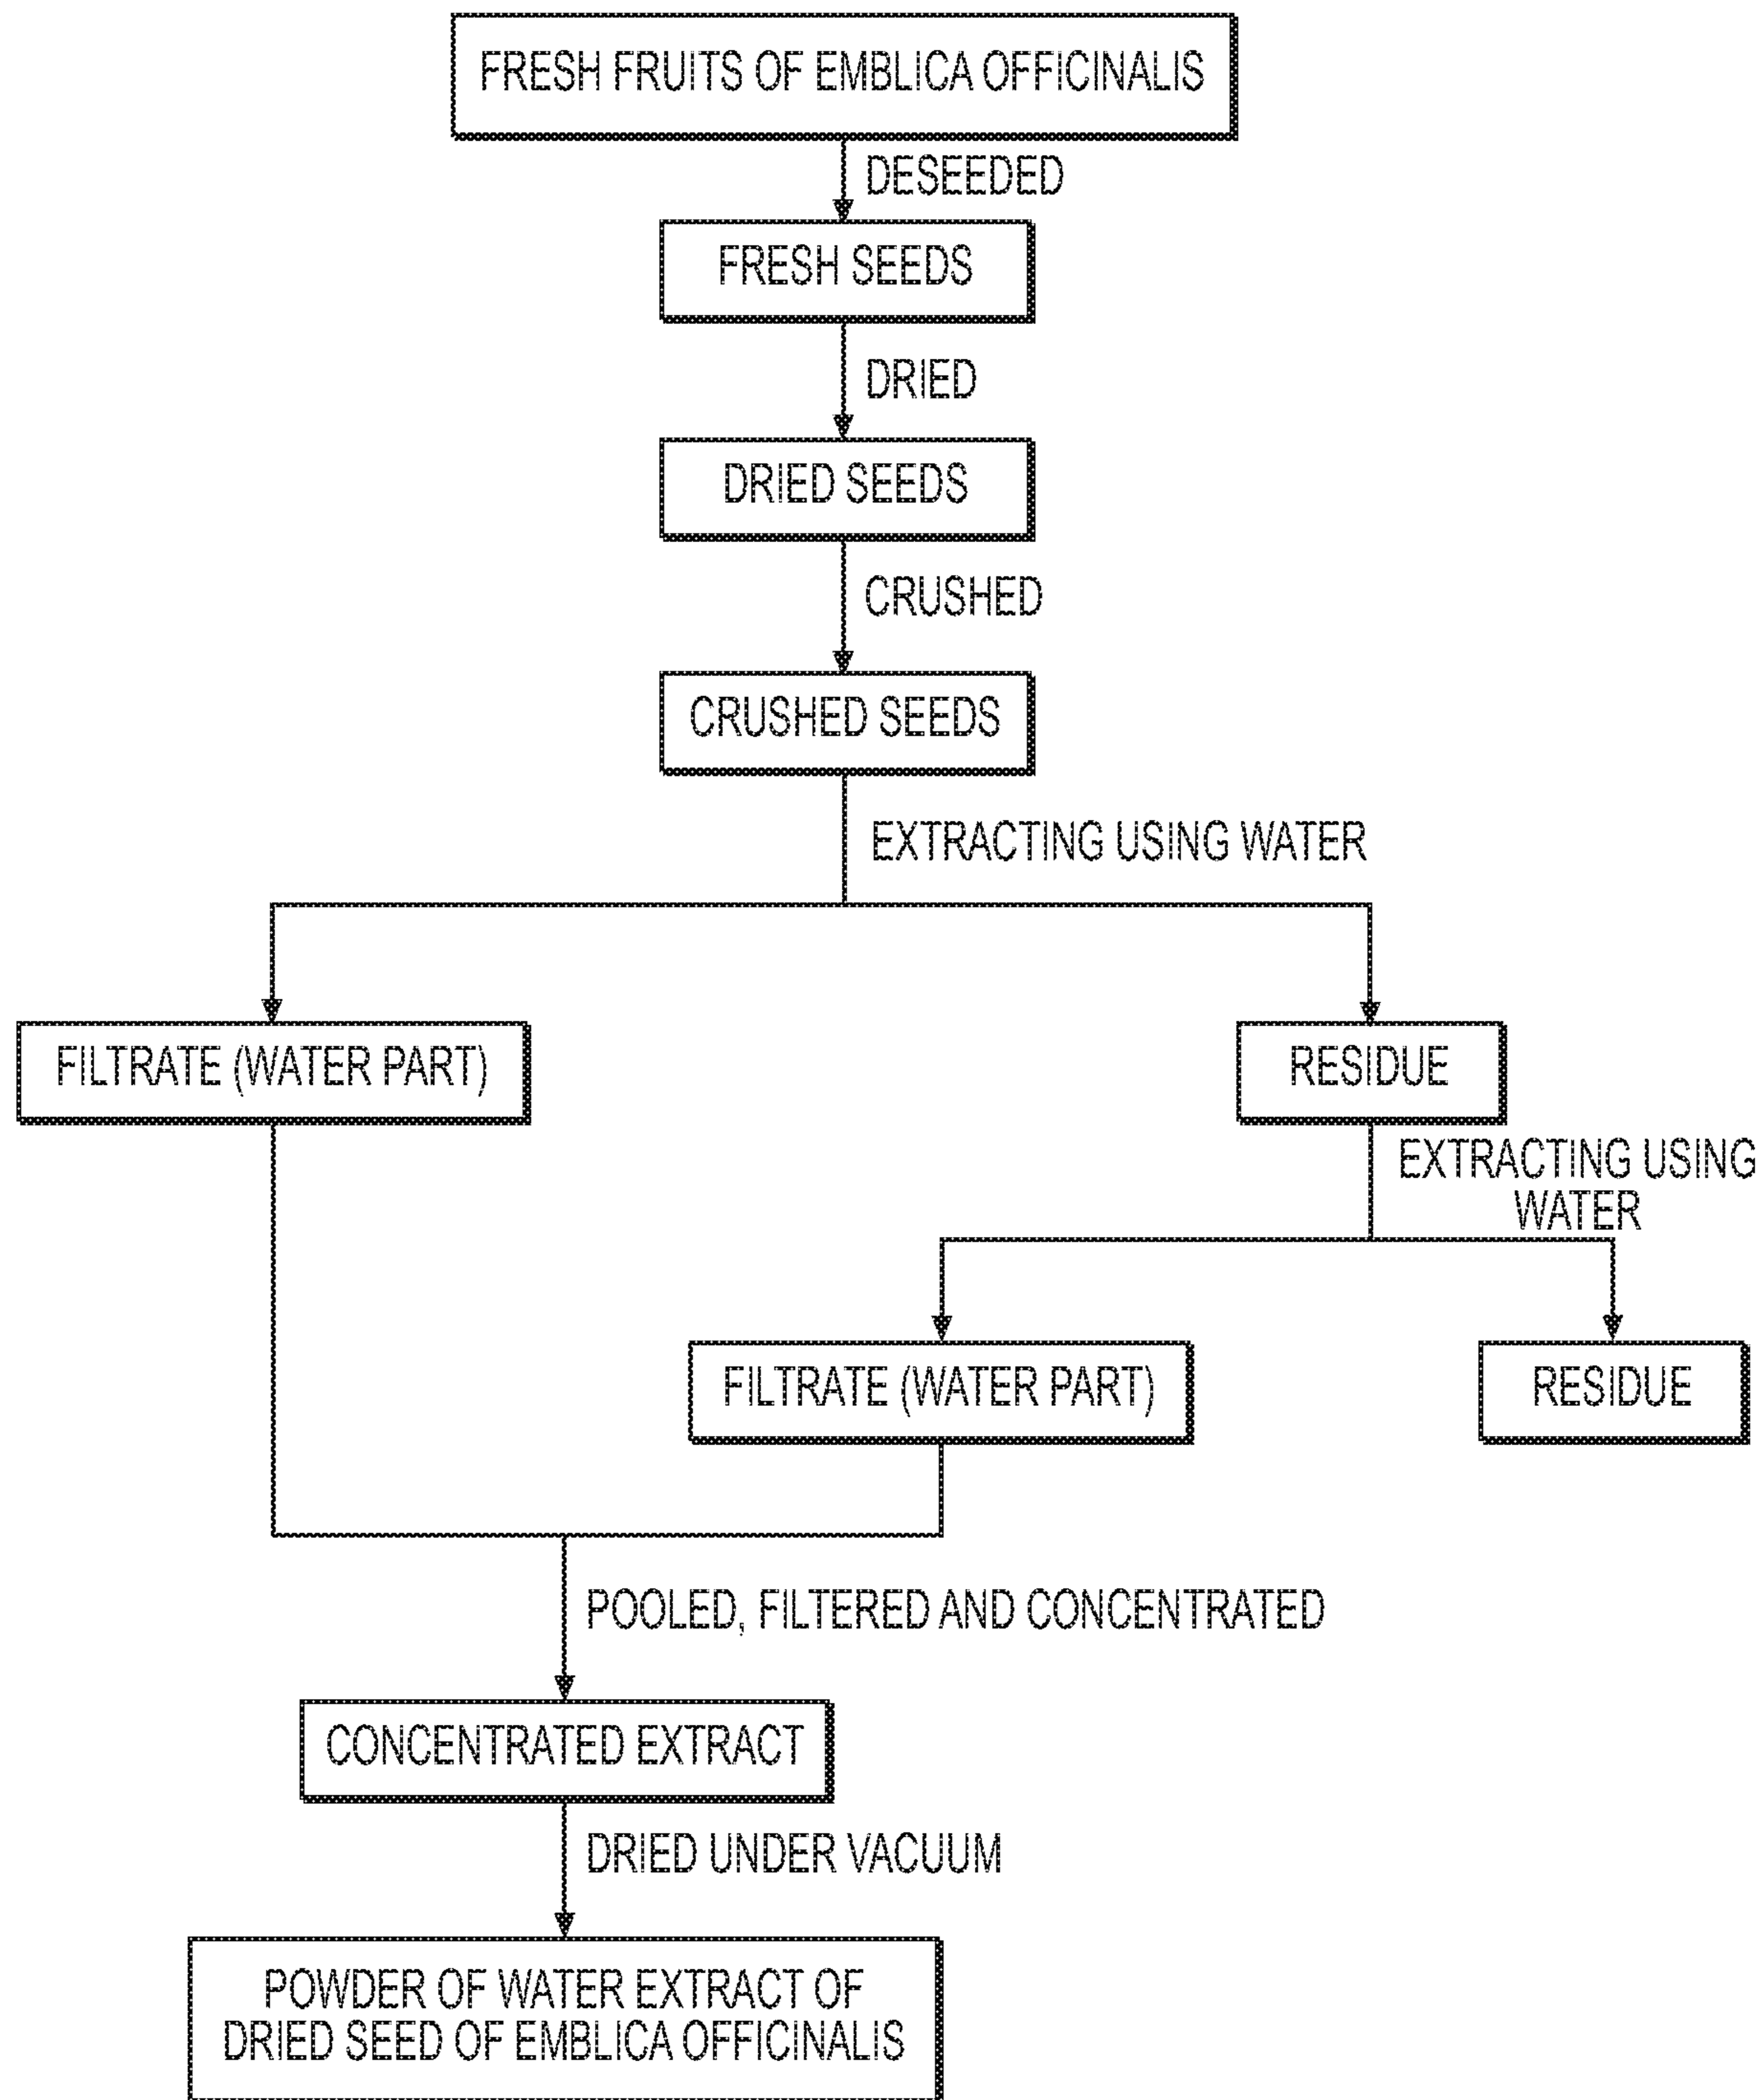 FRESH FRUITS OF EMBLICA OFFICINALIS
DESEEDED
FRESH SEEDS
DRIED
DRIED SEEDS
CRUSHED
CRUSHED SEEDS
EXTRACTING USING WATER
FILTRATE (WATER PART)
RESIDUE
EXTRACTING USING
WATER
FILTRATE (WATER PART)
RESIDUE
POOLED, FILTERED AND CONCENTRATED
CONCENTRATED EXTRACT
DRIED UNDER VACUUM
POWDER OF WATER EXTRACT OF
DRIED SEED OF EMBLICA OFFICINALIS